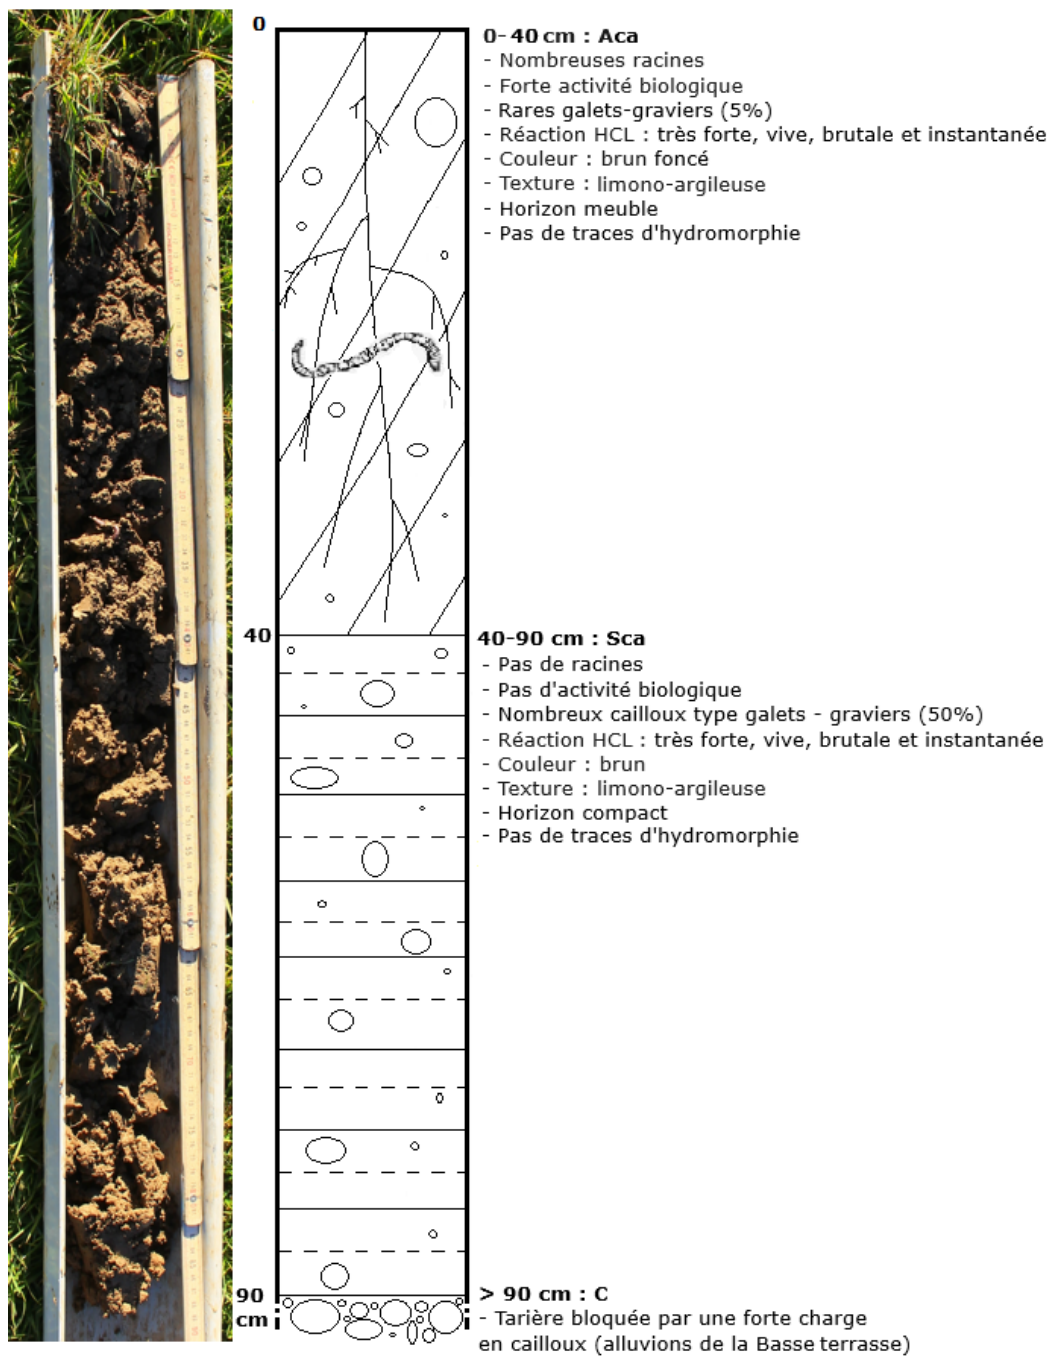 0
0-40 cm : Aca
- Nombreuses racines
- Forte activité biologique
- Rares galets-graviers (5%)
- Réaction HCL : très forte, vive, brutale et instantanée
- Couleur : brun foncé
- Texture : limono-argileuse
- Horizon meuble
- Pas de traces d'hydromorphie
40
40-90 cm : Sca
- Pas de racines
- Pas d'activité biologique
- Nombreux cailloux type galets - graviers (50%)
- Réaction HCL : très forte, vive, brutale et instantanée
- Couleur : brun
- Texture : limono-argileuse
- Horizon compact
- Pas de traces d'hydromorphie
90
cm
> 90 cm : C
- Tarière bloquée par une forte charge
en cailloux (alluvions de la Basse terrasse)